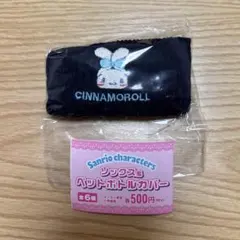 CINNAMOROLL
Sanrio characters
ソックス風
ペットボトルカバー
全6種
各500円